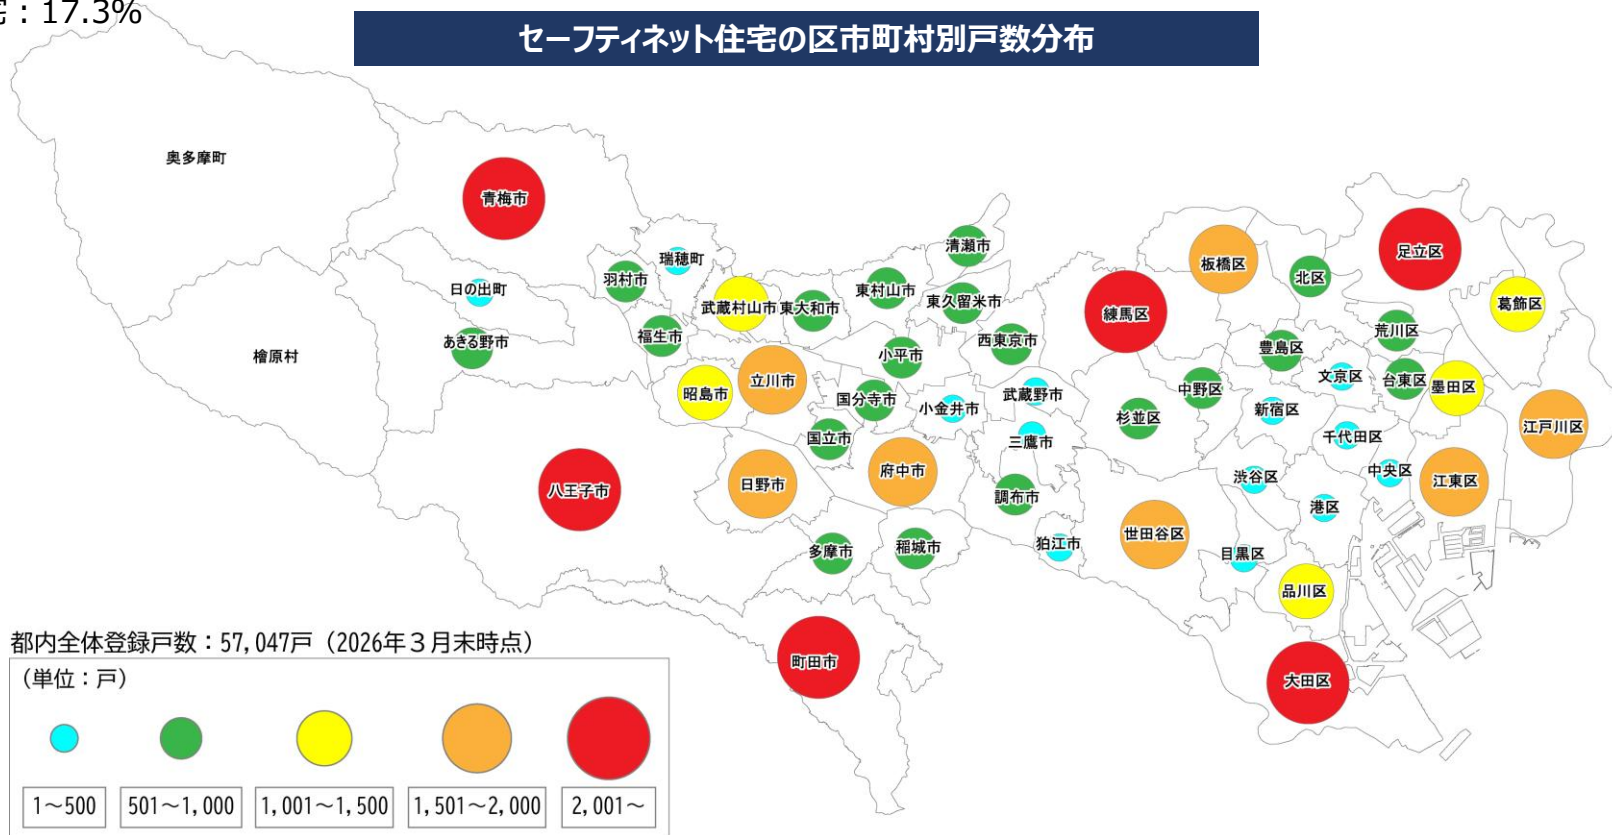 ：17.3%
セーフティネット住宅の区市町村別戸数分布
奥多摩町
青梅市
清瀬市
足立区
瑞穂町
板橋区
羽村市
北区
日の出町
東村山市
東久留米市
武蔵村山市
東大和市
練馬区
葛飾区
荒川区
福生市
あきる野市
西東京市
豊島区
檜原村
小平市
文京区
台東区
立川市
中野区
墨田区
昭島市
国分寺市
武蔵野市
小金井市
新宿区
杉並区
江戸川区
国立市
三鷹市
千代田区
府中市
中央区
渋谷区
江東区
日野市
八王子市
調布市
港区
世田谷区
狛江市
稲城市
多摩市
目黒区
品川区
町田市
大田区
都内全体登録戸数：57,047戸（2026年３月末時点）
（単位：戸）
1～500
501～1,000
1,001～1,500
1,501～2,000
2,001～